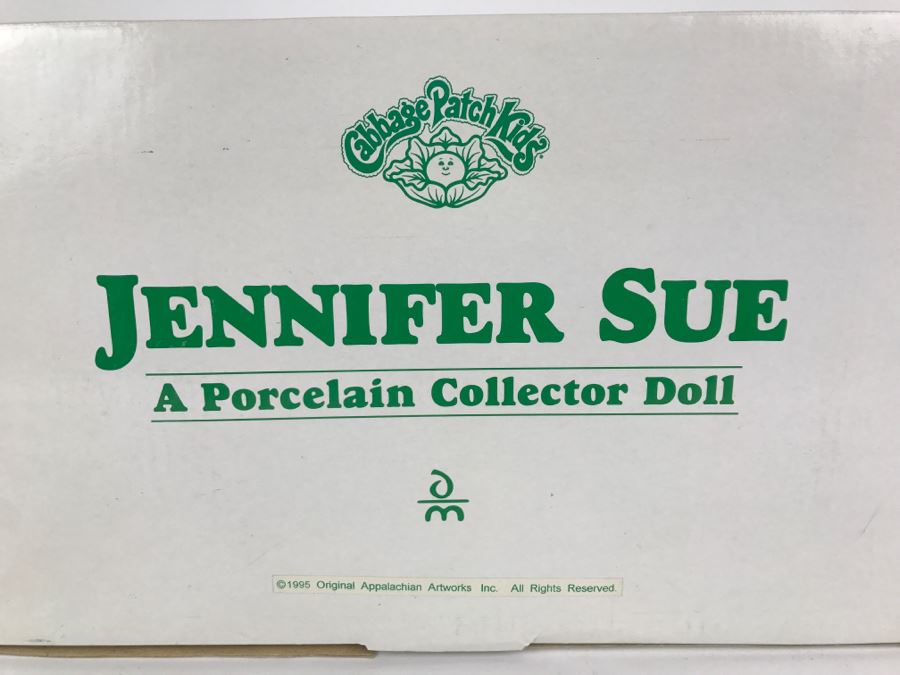 Cabbage Patch Kids
JENNIFER SUE
A Porcelain Collector Doll
©1995 Original Appalachian Artworks Inc. All Rights Reserved.